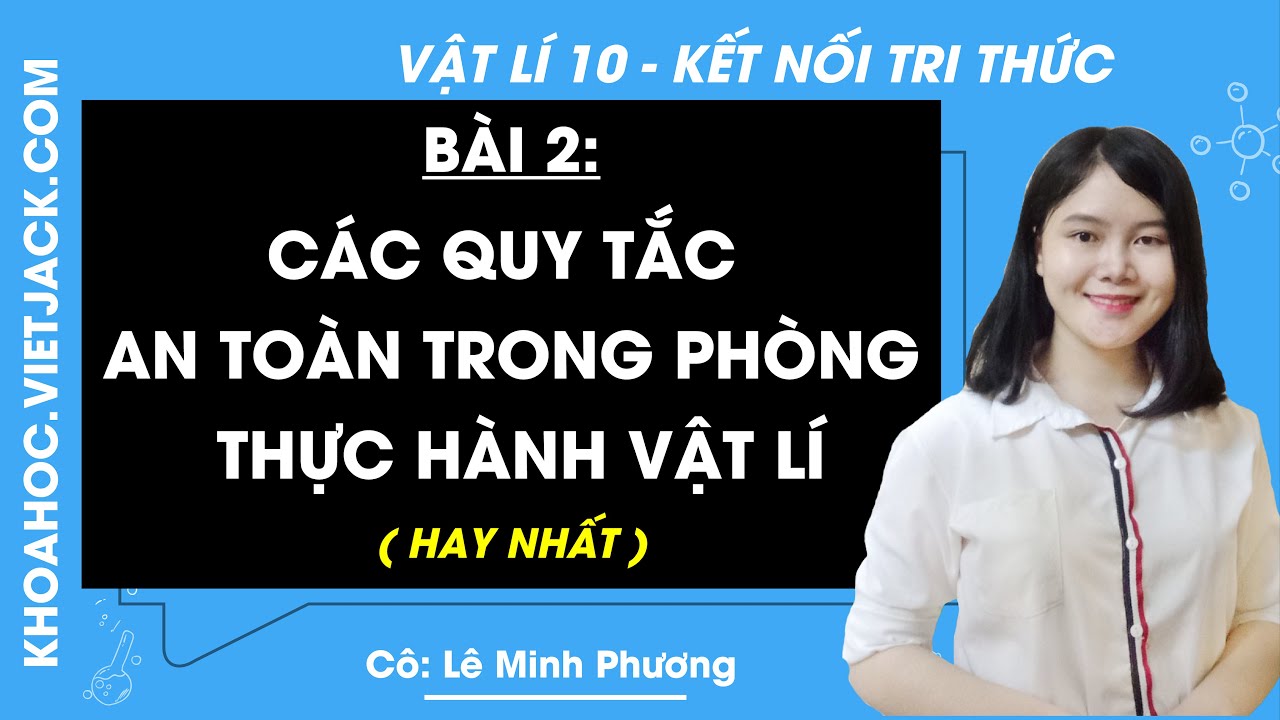 VẬT LÍ 10 - KẾT NỐI TRI THỨC
KHOAHOC.VIETJACK.COM
BÀI 2:
CÁC QUY TẮC
AN TOÀN TRONG PHÒNG
THỰC HÀNH VẬT LÍ
( HAY NHẤT )
Cô: Lê Minh Phương